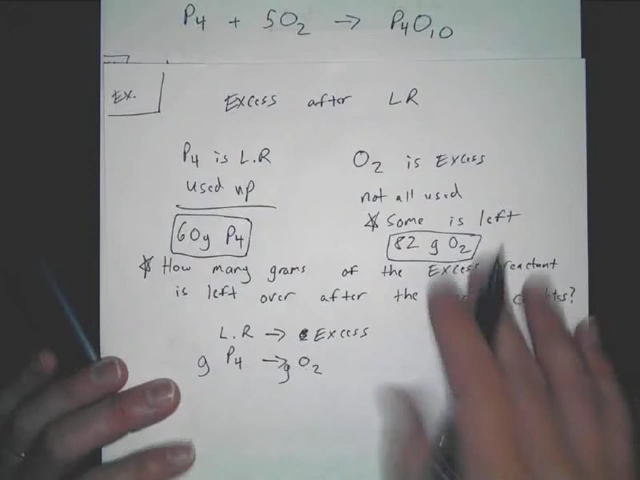 P4 + 5O2 → P4O10
Ex.
Excess after LR
P4 is L.R
used up
60g P4
O2 is Excess
not all used
* Some is left
82 g O2
* How many grams of the Excess reactant
is left over after the
L.R → Excess
g P4 → g O2